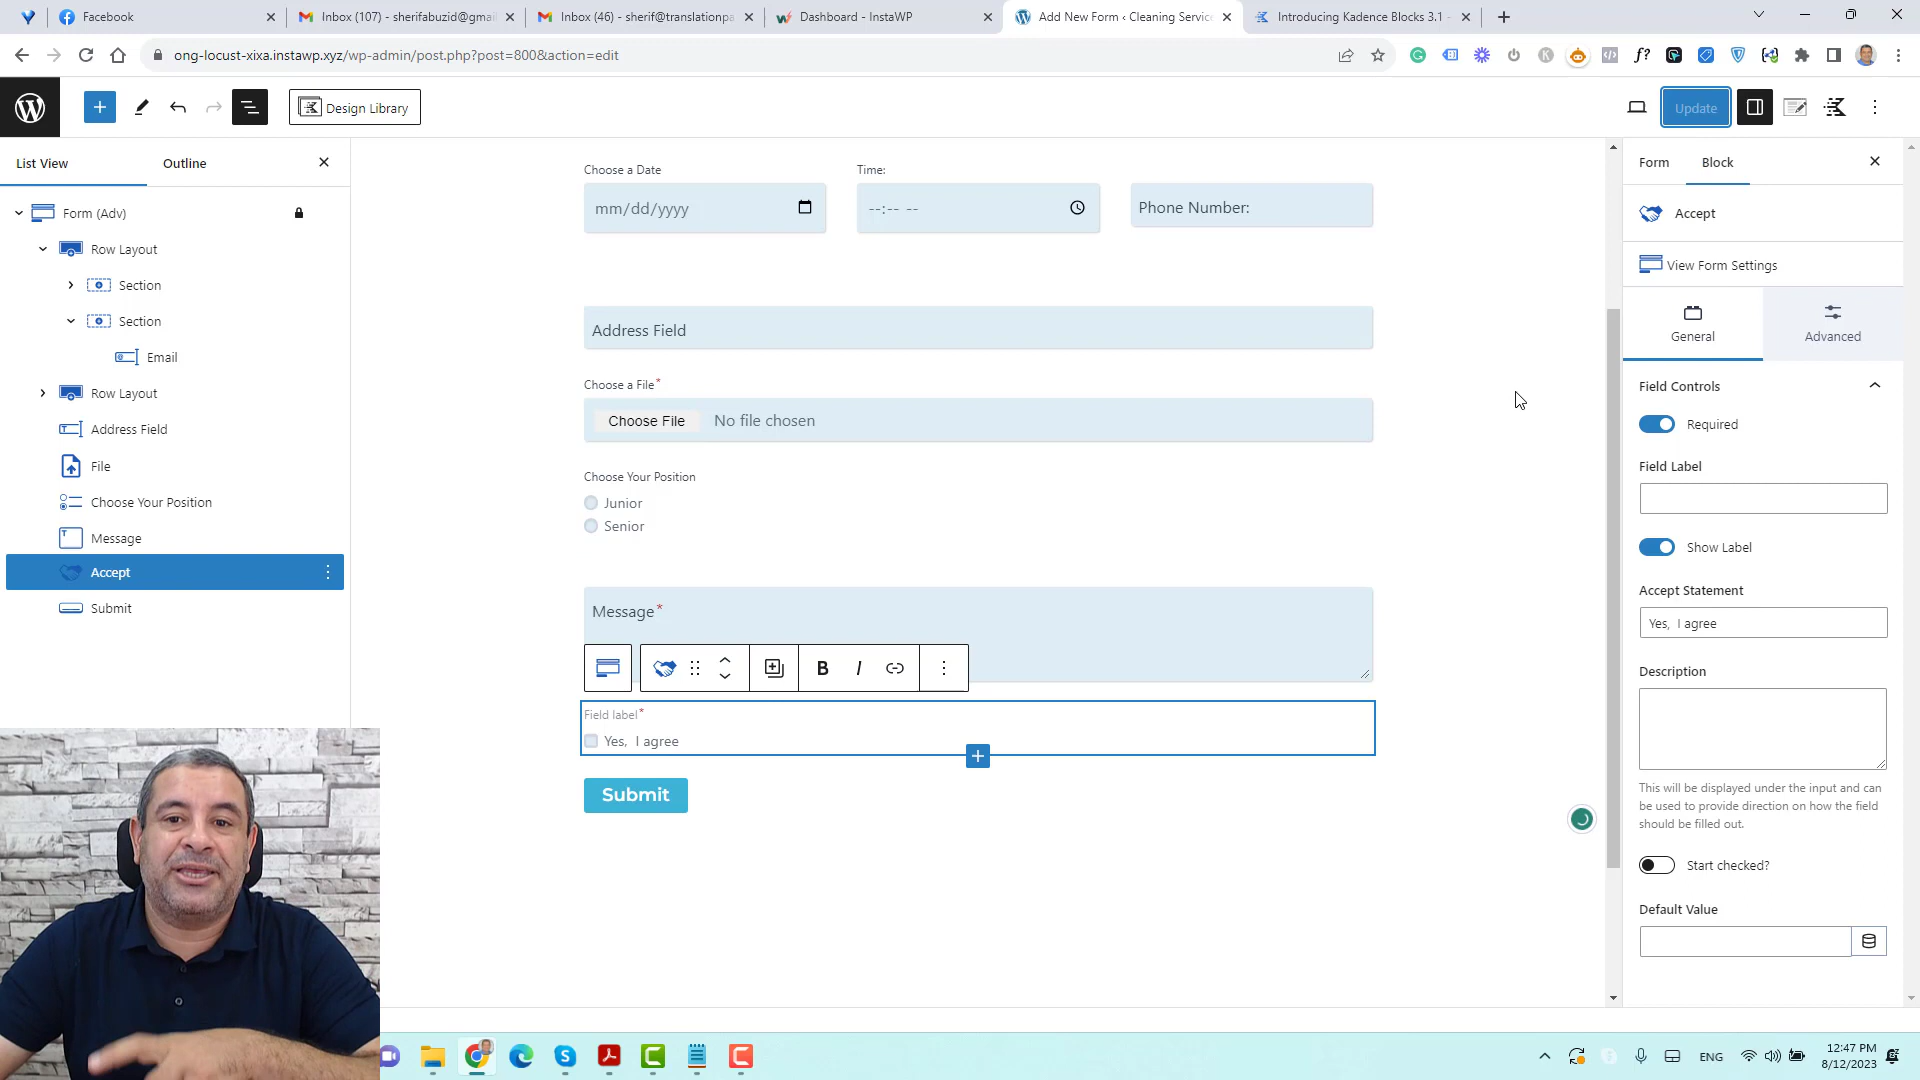 Facebook
Inbox (107) - sherifabuzid@gmai
Inbox (46) - sherif@translationpa
Dashboard - InstaWP
Add New Form ‹ Cleaning Service
Introducing Kadence Blocks 3.1 -
ong-locust-xixa.instawp.xyz/wp-admin/post.php?post=800&action=edit
Design Library
Update
List View
Outline
Form (Adv)
Row Layout
Section
Section
Email
Row Layout
Address Field
File
Choose Your Position
Message
Accept
Submit
Choose a Date
Time:
mm/dd/yyyy
--:-- --
Phone Number:
Address Field
Choose a File*
Choose File
No file chosen
Choose Your Position
Junior
Senior
Message*
B I
Field label*
Yes, I agree
Submit
Form
Block
Accept
View Form Settings
General
Advanced
Field Controls
Required
Field Label
Show Label
Accept Statement
Yes, I agree
Description
This will be displayed under the input and can
be used to provide direction on how the field
should be filled out.
Start checked?
Default Value
ENG
12:47 PM
8/12/2023